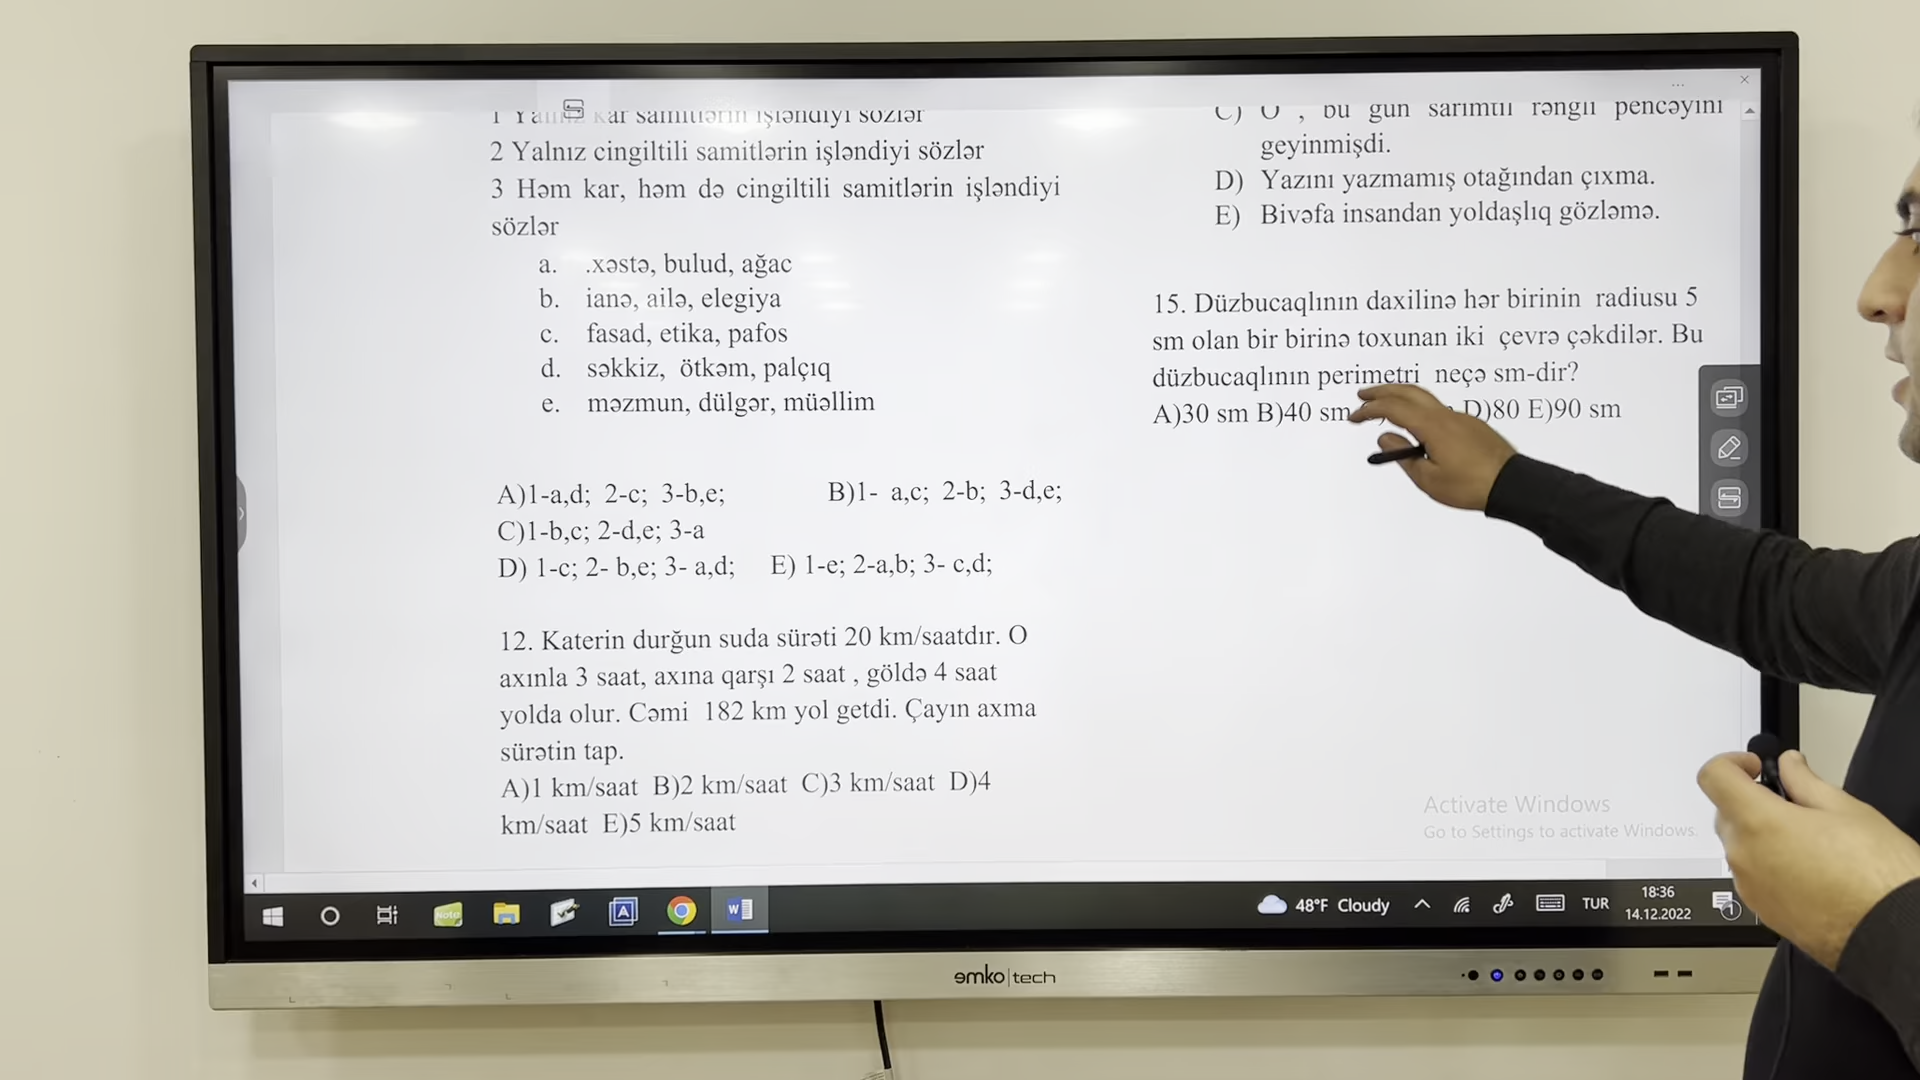 2 Yalnız cingiltili samitlərin işləndiyi sözlər
3 Həm kar, həm də cingiltili samitlərin işləndiyi
sözlər
a. .xəstə, bulud, ağac
b. ianə, ailə, elegiya
c. fasad, etika, pafos
d. səkkiz, ötkəm, palçıq
e. məzmun, dülgər, müəllim
A)1-a,d; 2-c; 3-b,e; B)1- a,c; 2-b; 3-d,e;
C)1-b,c; 2-d,e; 3-a
D) 1-c; 2- b,e; 3- a,d; E) 1-e; 2-a,b; 3- c,d;
12. Katerin durğun suda sürəti 20 km/saatdır. O
axınla 3 saat, axına qarşı 2 saat , göldə 4 saat
yolda olur. Cəmi 182 km yol getdi. Çayın axma
sürətin tap.
A)1 km/saat B)2 km/saat C)3 km/saat D)4
km/saat E)5 km/saat
C) O , bu gün sarımtıl rəngli pencəyini
geyinmişdi.
D) Yazını yazmamış otağından çıxma.
E) Bivəfa insandan yoldaşlıq gözləmə.
15. Düzbucaqlının daxilinə hər birinin radiusu 5
sm olan bir birinə toxunan iki çevrə çəkdilər. Bu
düzbucaqlının perimetri neçə sm-dir?
A)30 sm B)40 sm D)80 E)90 sm
Activate Windows
Go to Settings to activate Windows.
48°F Cloudy
TUR
18:36
14.12.2022
1
Note
A
W
emko|tech